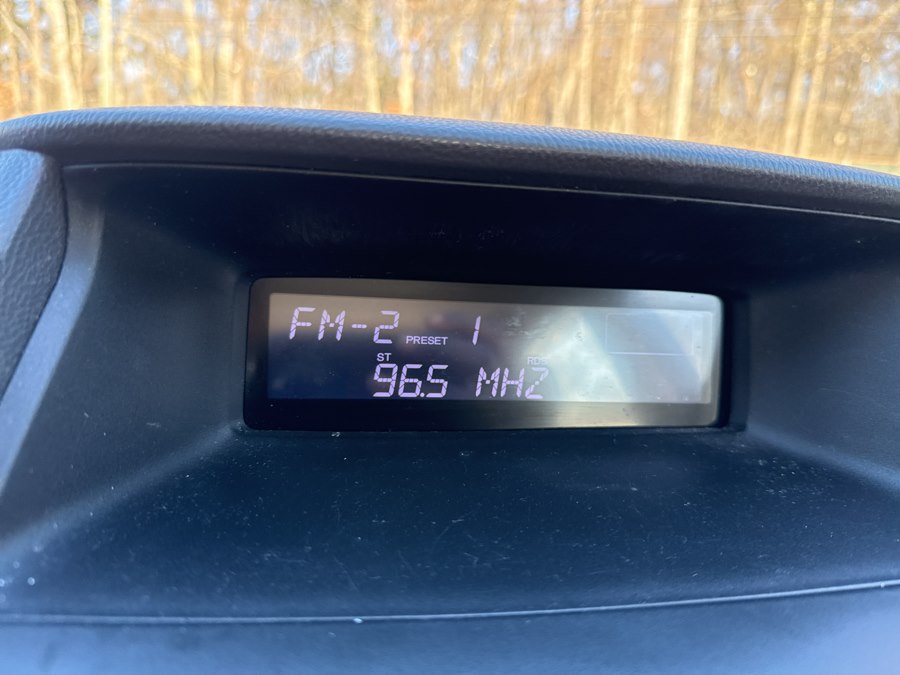 FM-2 PRESET 1
ST RDS
96.5 MHZ